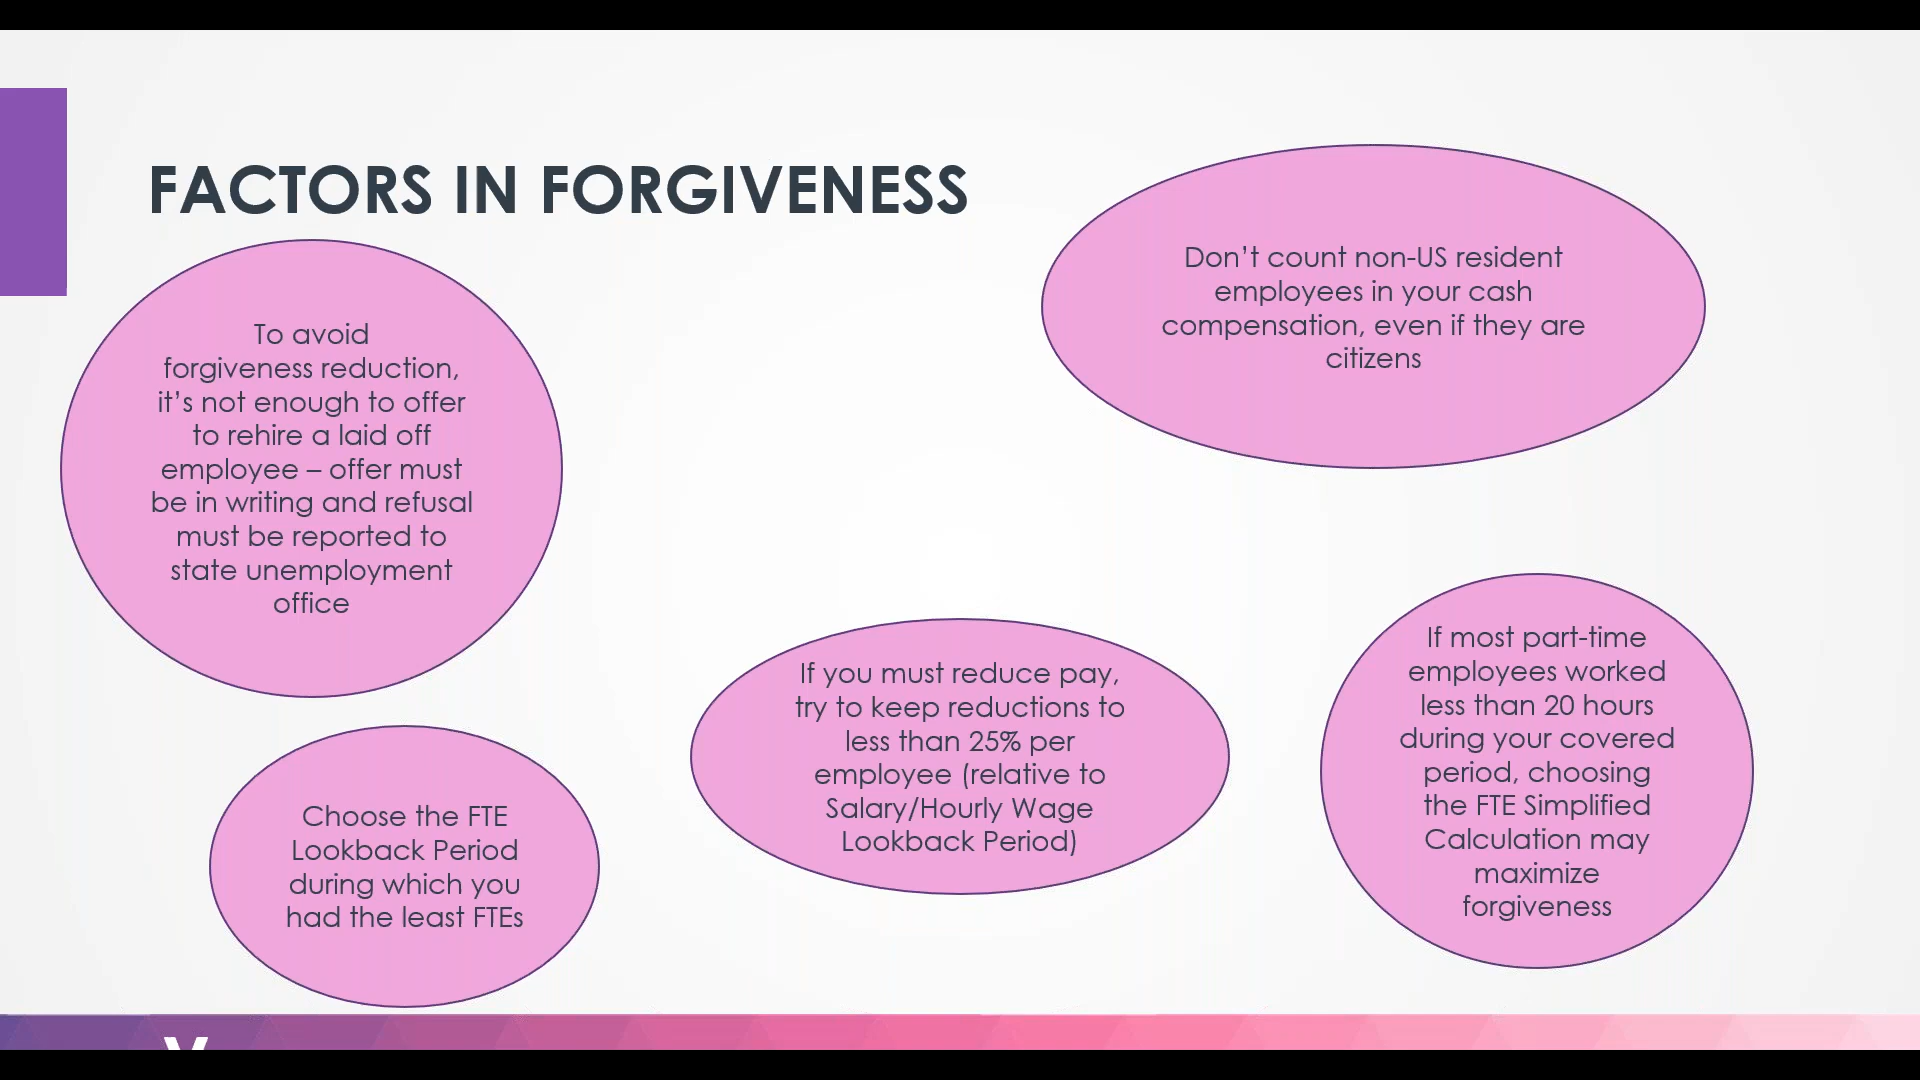 FACTORS IN FORGIVENESS
Don’t count non-US resident
employees in your cash
compensation, even if they are
citizens
To avoid
forgiveness reduction,
it’s not enough to offer
to rehire a laid off
employee – offer must
be in writing and refusal
must be reported to
state unemployment
office
If most part-time
employees worked
less than 20 hours
during your covered
period, choosing
the FTE Simplified
Calculation may
maximize
forgiveness
If you must reduce pay,
try to keep reductions to
less than 25% per
employee (relative to
Salary/Hourly Wage
Lookback Period)
Choose the FTE
Lookback Period
during which you
had the least FTEs